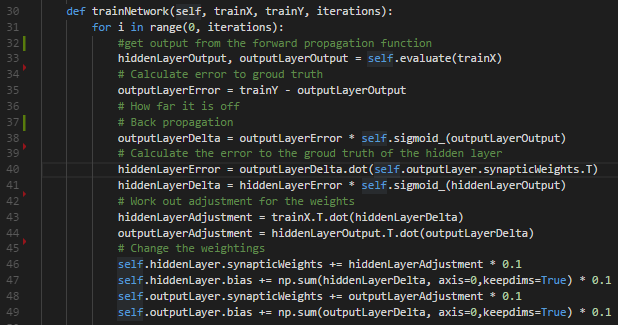 30 def trainNetwork(self, trainX, trainY, iterations):
31 for i in range(0, iterations):
32 #get output from the forward propagation function
33 hiddenLayerOutput, outputLayerOutput = self.evaluate(trainX)
34 # Calculate error to groud truth
35 outputLayerError = trainY - outputLayerOutput
36 # How far it is off
37 # Back propagation
38 outputLayerDelta = outputLayerError * self.sigmoid_(outputLayerOutput)
39 # Calculate the error to the groud truth of the hidden layer
40 hiddenLayerError = outputLayerDelta.dot(self.outputLayer.synapticWeights.T)
41 hiddenLayerDelta = hiddenLayerError * self.sigmoid_(hiddenLayerOutput)
42 # Work out adjustment for the weights
43 hiddenLayerAdjustment = trainX.T.dot(hiddenLayerDelta)
44 outputLayerAdjustment = hiddenLayerOutput.T.dot(outputLayerDelta)
45 # Change the weightings
46 self.hiddenLayer.synapticWeights += hiddenLayerAdjustment * 0.1
47 self.hiddenLayer.bias += np.sum(hiddenLayerDelta, axis=0,keepdims=True) * 0.1
48 self.outputLayer.synapticWeights += outputLayerAdjustment * 0.1
49 self.outputLayer.bias += np.sum(outputLayerDelta, axis=0,keepdims=True) * 0.1